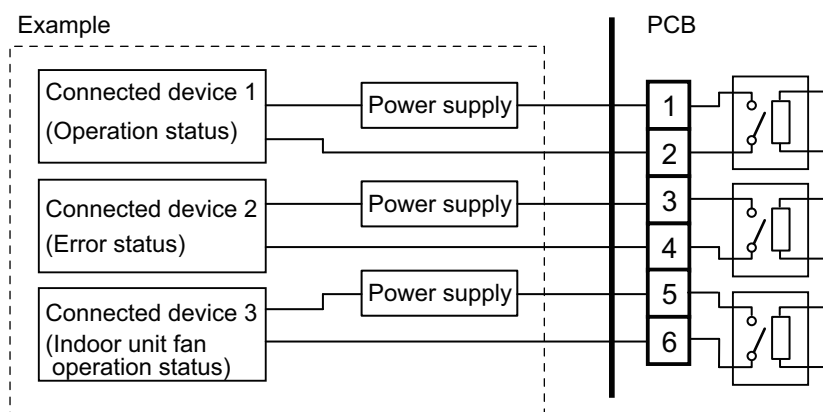 Example
PCB
Connected device 1
(Operation status)
Power supply
1
2
Connected device 2
(Error status)
Power supply
3
4
Connected device 3
(Indoor unit fan
operation status)
Power supply
5
6